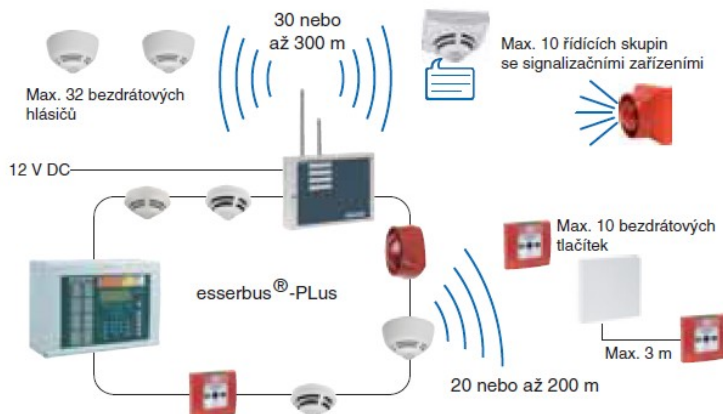 30 nebo
až 300 m
Max. 10 řídících skupin
se signalizačními zařízeními
Max. 32 bezdrátových
hlásičů
12 V DC
Max. 10 bezdrátových
tlačítek
esserbus®-PLus
Max. 3 m
20 nebo až 200 m